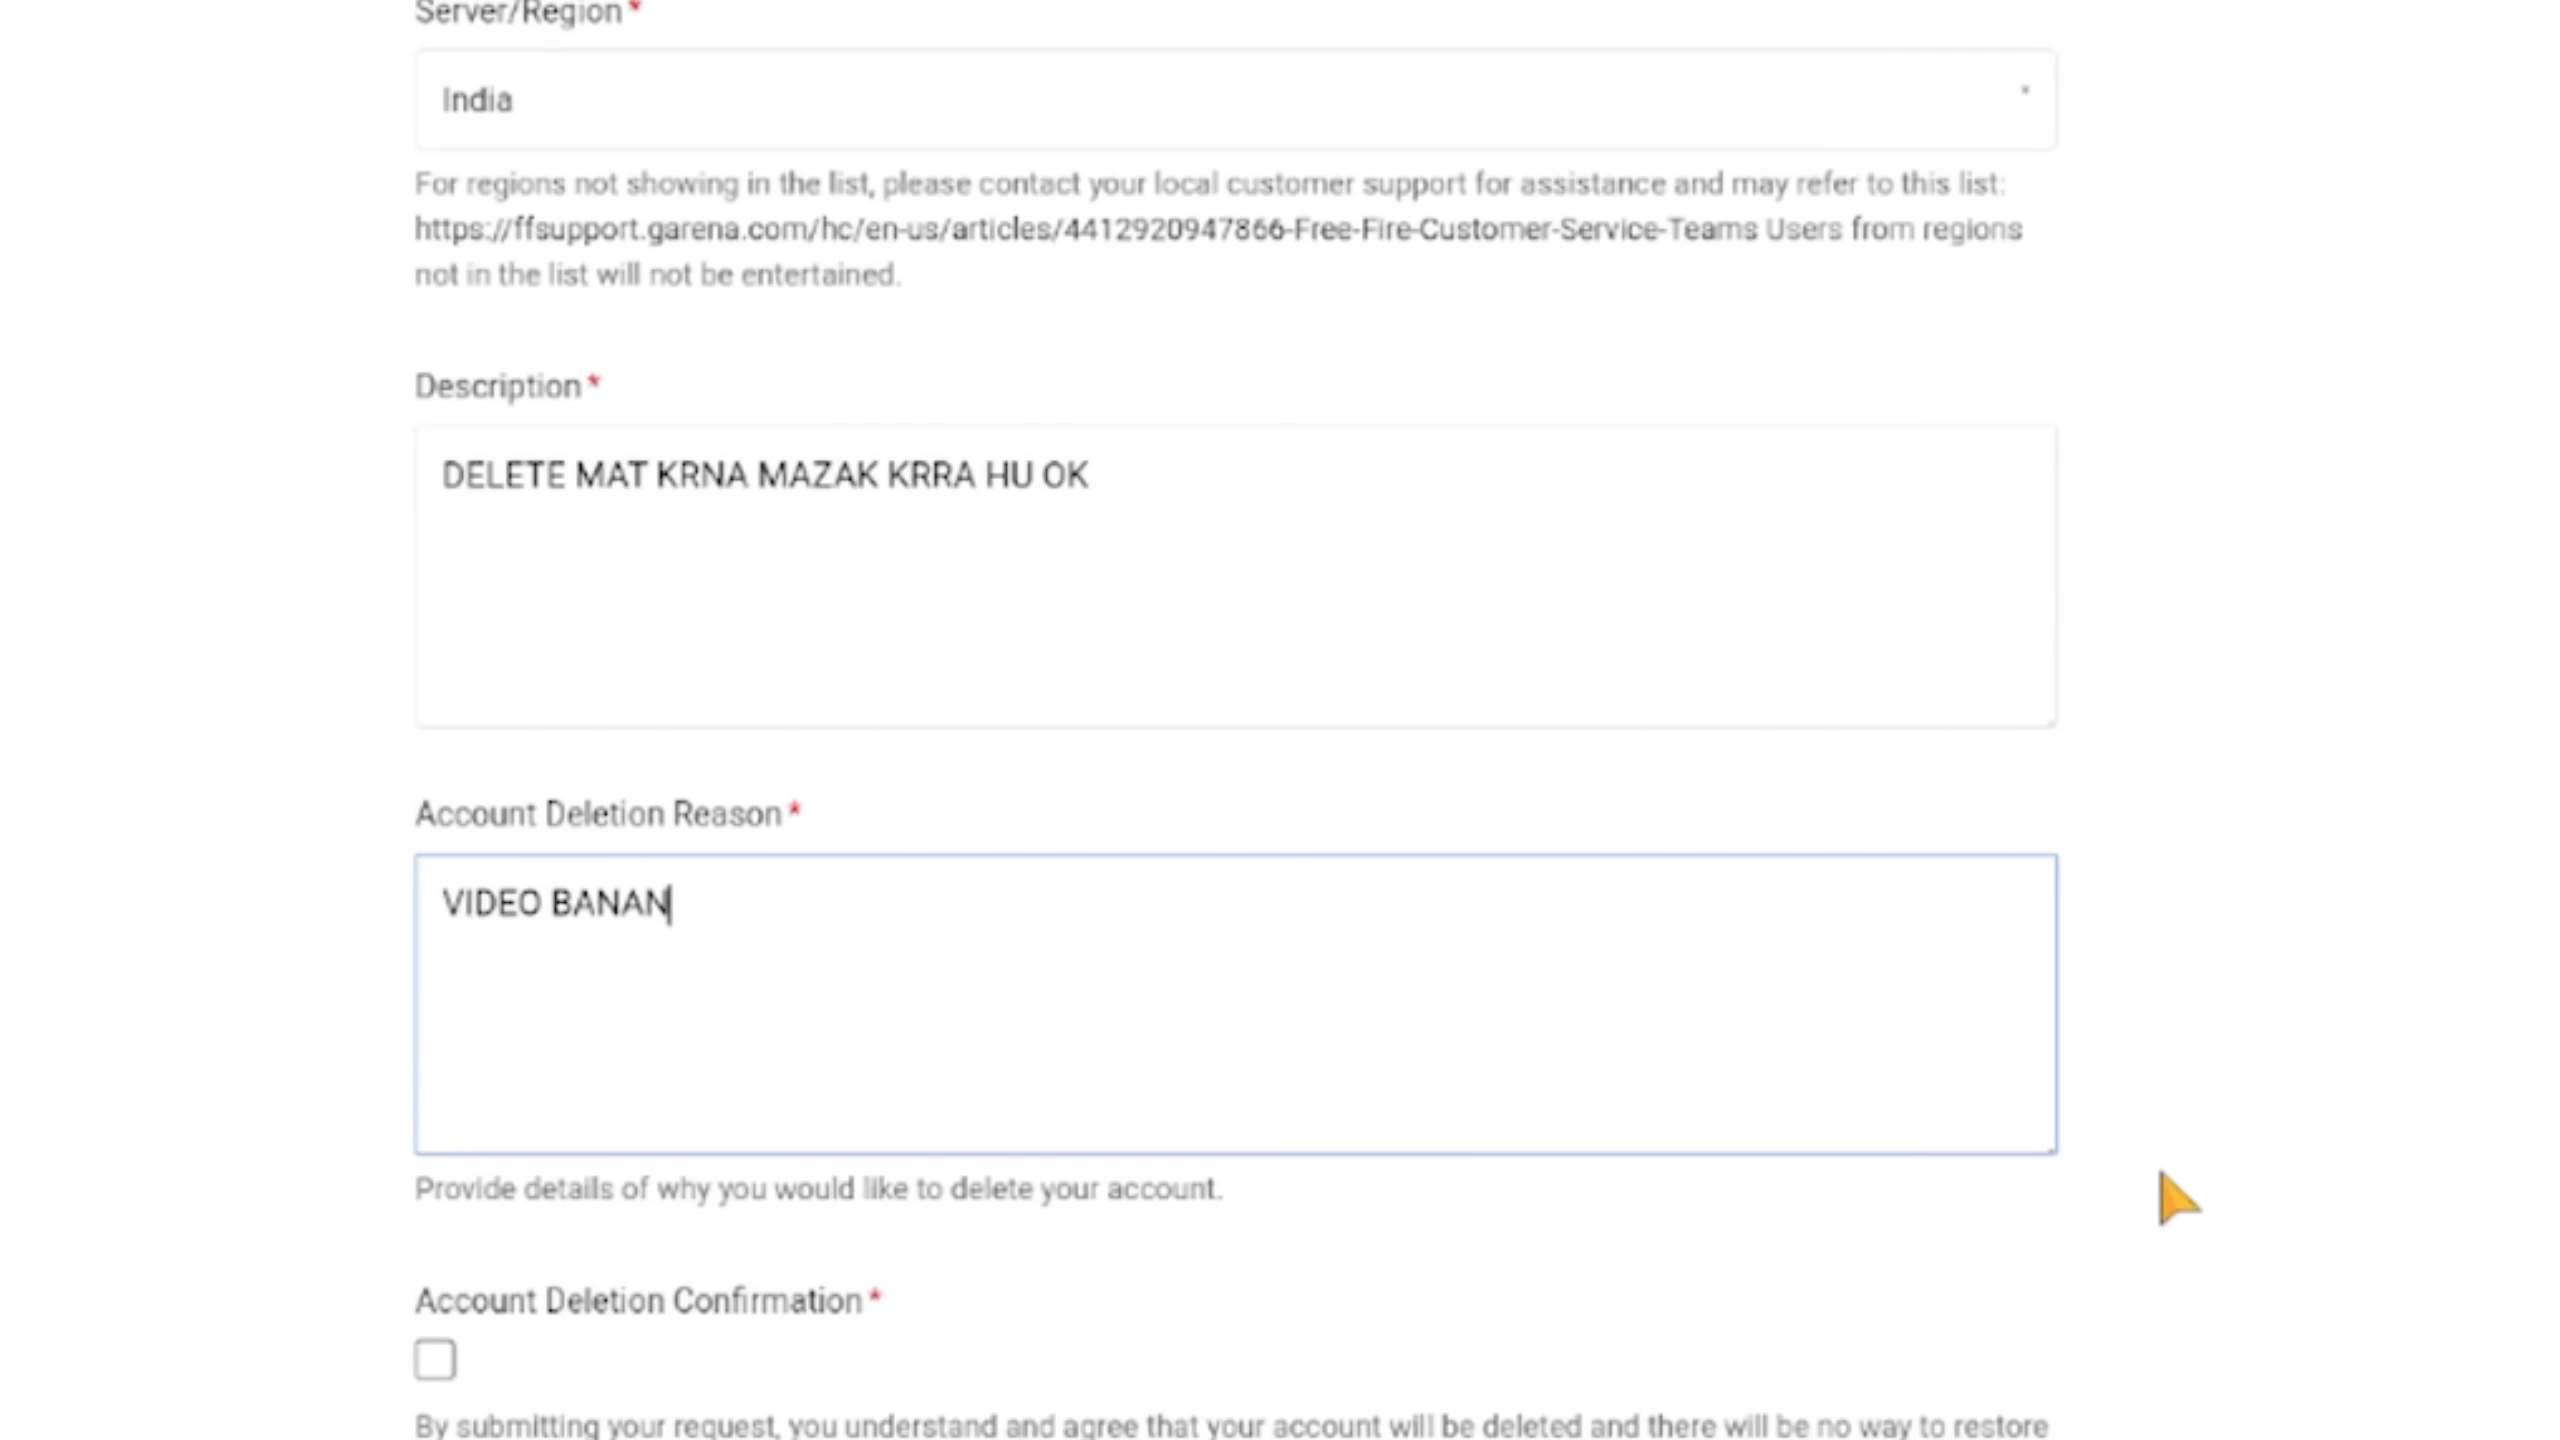 Server/Region *
India
For regions not showing in the list, please contact your local customer support for assistance and may refer to this list:
https://ffsupport.garena.com/hc/en-us/articles/4412920947866-Free-Fire-Customer-Service-Teams Users from regions
not in the list will not be entertained.
Description *
DELETE MAT KRNA MAZAK KRRA HU OK
Account Deletion Reason *
VIDEO BANAN
Provide details of why you would like to delete your account.
Account Deletion Confirmation *
By submitting your request, you understand and agree that your account will be deleted and there will be no way to restore